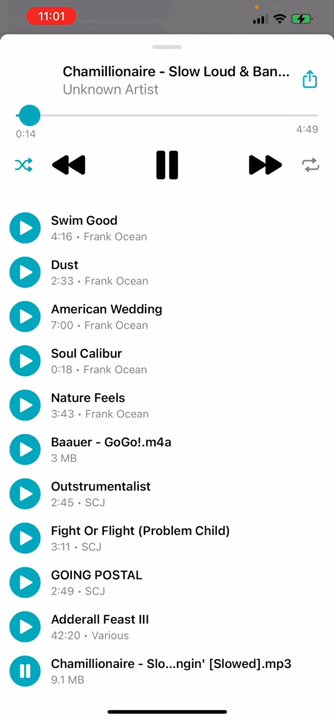 11:01
Chamillionaire - Slow Loud & Ban...
Unknown Artist
0:14
4:49
Swim Good
4:16 • Frank Ocean
Dust
2:33 • Frank Ocean
American Wedding
7:00 • Frank Ocean
Soul Calibur
0:18 • Frank Ocean
Nature Feels
3:43 • Frank Ocean
Baauer - GoGo!.m4a
3 MB
Outstrumentalist
2:45 • SCJ
Fight Or Flight (Problem Child)
3:11 • SCJ
GOING POSTAL
2:49 • SCJ
Adderall Feast III
42:20 • Various
Chamillionaire - Slo...ngin' [Slowed].mp3
9.1 MB